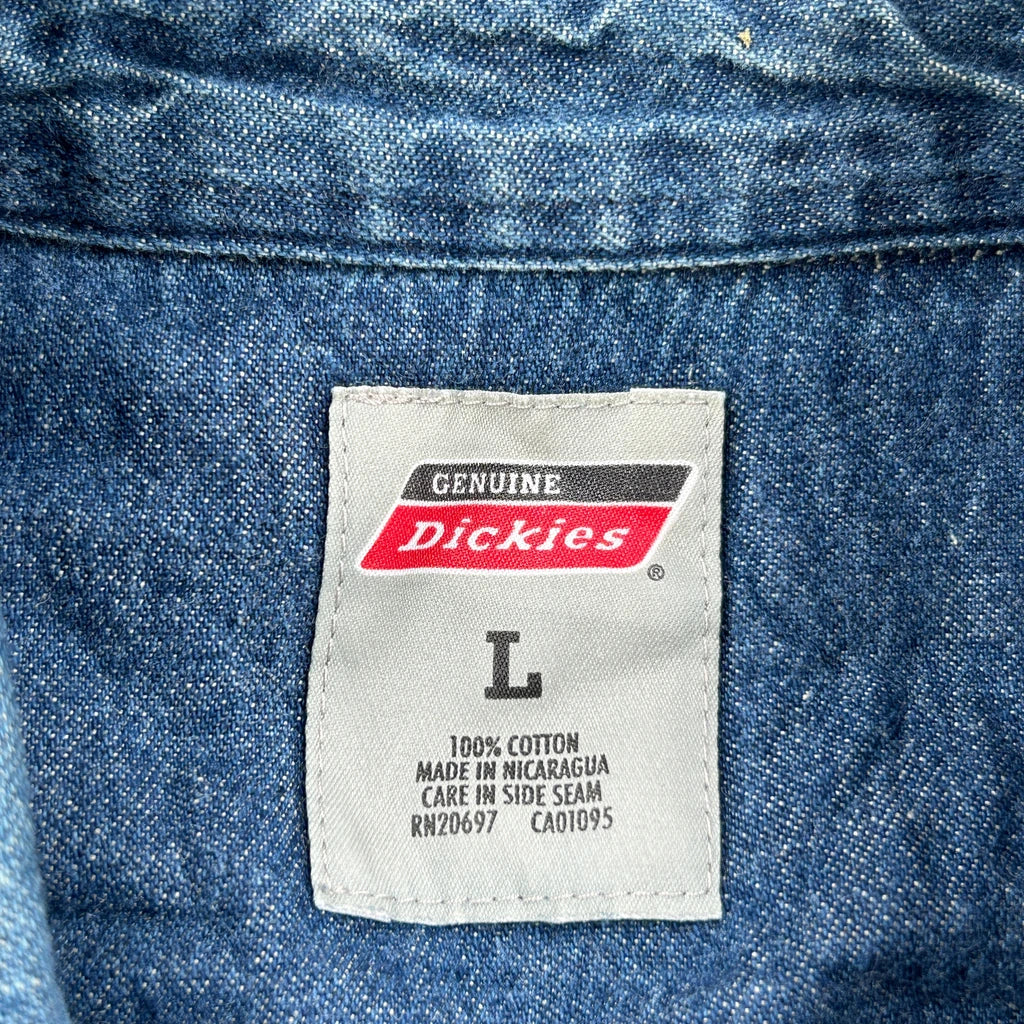 GENUINE
Dickies
®
L
100% COTTON
MADE IN NICARAGUA
CARE IN SIDE SEAM
RN20697 CA01095